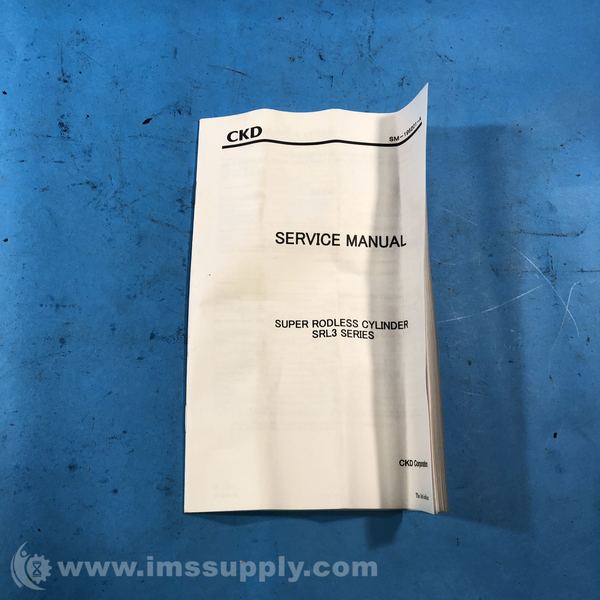 CKD
SERVICE MANUAL
SUPER RODLESS CYLINDER
SRL3 SERIES
CKD Corporation
www.imssupply.com